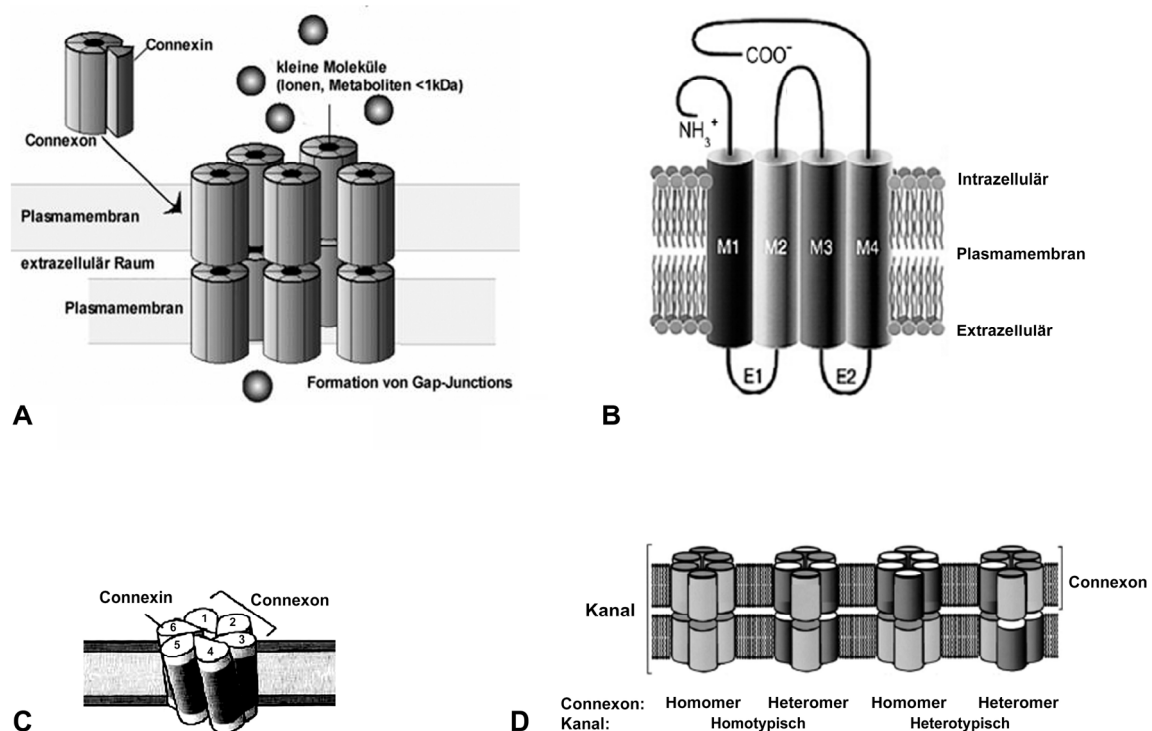 Connexin
kleine Moleküle
(Ionen, Metaboliten <1kDa)
Connexon
Plasmamembran
extrazellulär Raum
Plasmamembran
Formation von Gap-Junctions
A
COO⁻
NH₃⁺
Intrazellulär
M1 M2 M3 M4
Plasmamembran
Extrazellulär
E1 E2
B
Connexin Connexon
1
6 2
5 3
4
C
Kanal
Connexon
Connexon: Homomer Heteromer Homomer Heteromer
Kanal: Homotypisch Heterotypisch
D